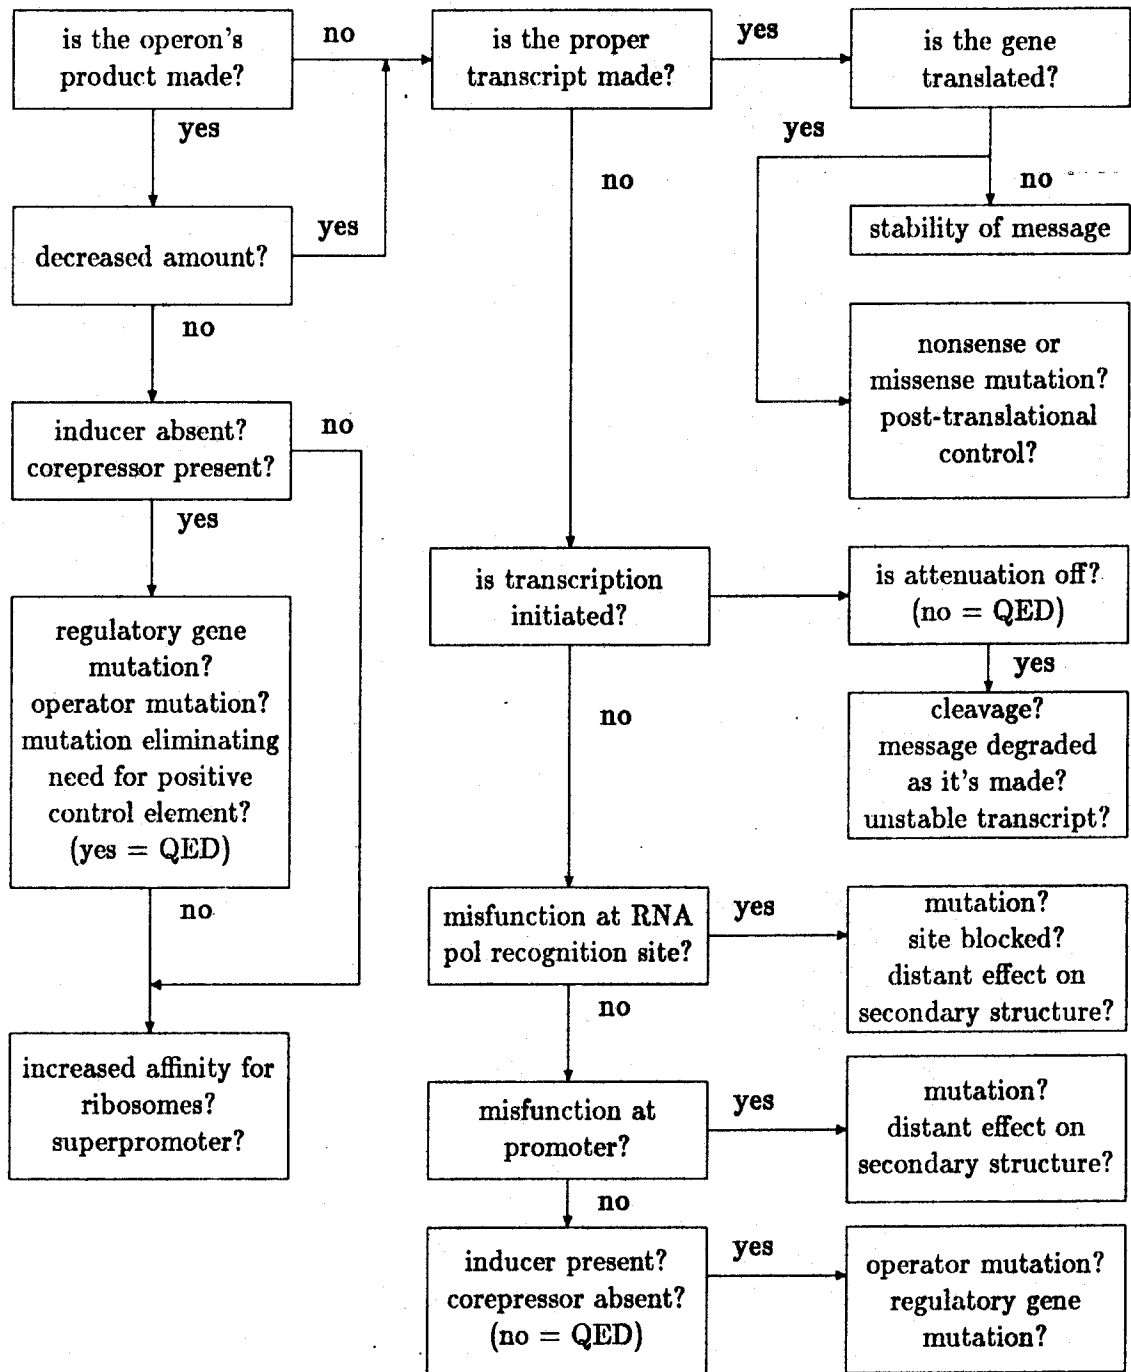 is the operon's
product made?
no
is the proper
transcript made?
yes
is the gene
translated?
yes
yes
no
no
stability of message
decreased amount?
yes
no
nonsense or
missense mutation?
post-translational
control?
inducer absent?
corepressor present?
no
yes
is transcription
initiated?
is attenuation off?
(no = QED)
yes
regulatory gene
mutation?
operator mutation?
mutation eliminating
need for positive
control element?
(yes = QED)
no
no
cleavage?
message degraded
as it's made?
unstable transcript?
misfunction at RNA
pol recognition site?
yes
no
mutation?
site blocked?
distant effect on
secondary structure?
increased affinity for
ribosomes?
superpromoter?
misfunction at
promoter?
yes
no
mutation?
distant effect on
secondary structure?
inducer present?
corepressor absent?
(no = QED)
yes
operator mutation?
regulatory gene
mutation?